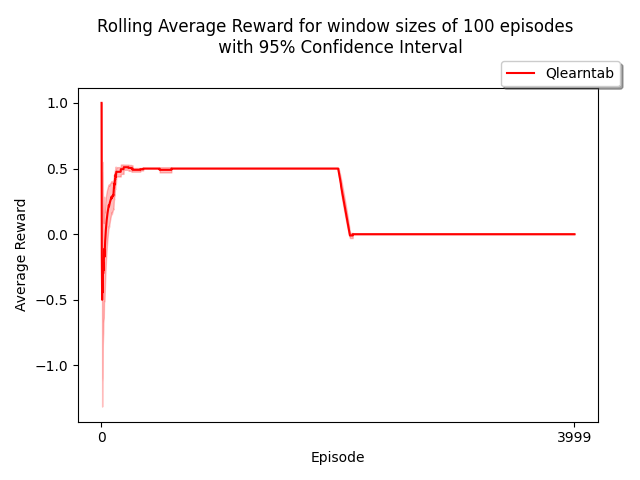 Rolling Average Reward for window sizes of 100 episodes
with 95% Confidence Interval
Qlearntab
1.0
0.5
0.0
−0.5
−1.0
Average Reward
0
3999
Episode